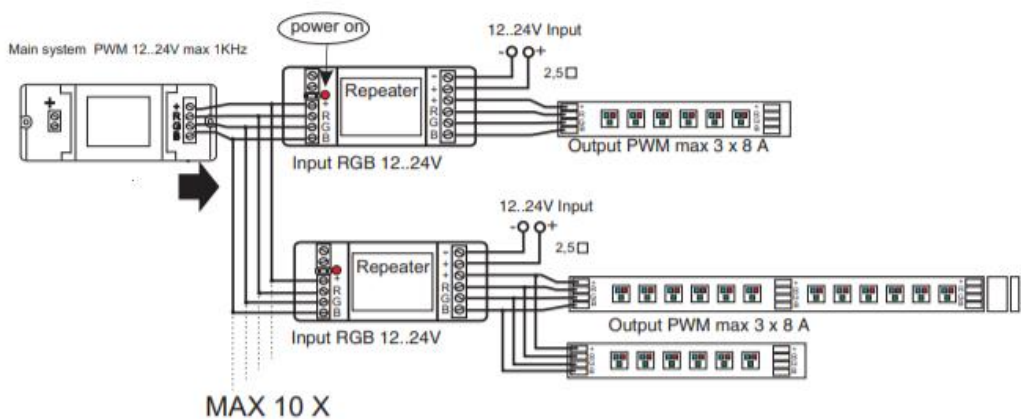 power on
Main system PWM 12..24V max 1KHz
12..24V Input
- +
2,5
+
+
R
G
B
Repeater
+
R
G
B
-
+
+
R
G
B
Input RGB 12..24V
Output PWM max 3 x 8 A
12..24V Input
- +
2,5
Repeater
+
R
G
B
-
+
+
R
G
B
Input RGB 12..24V
Output PWM max 3 x 8 A
MAX 10 X